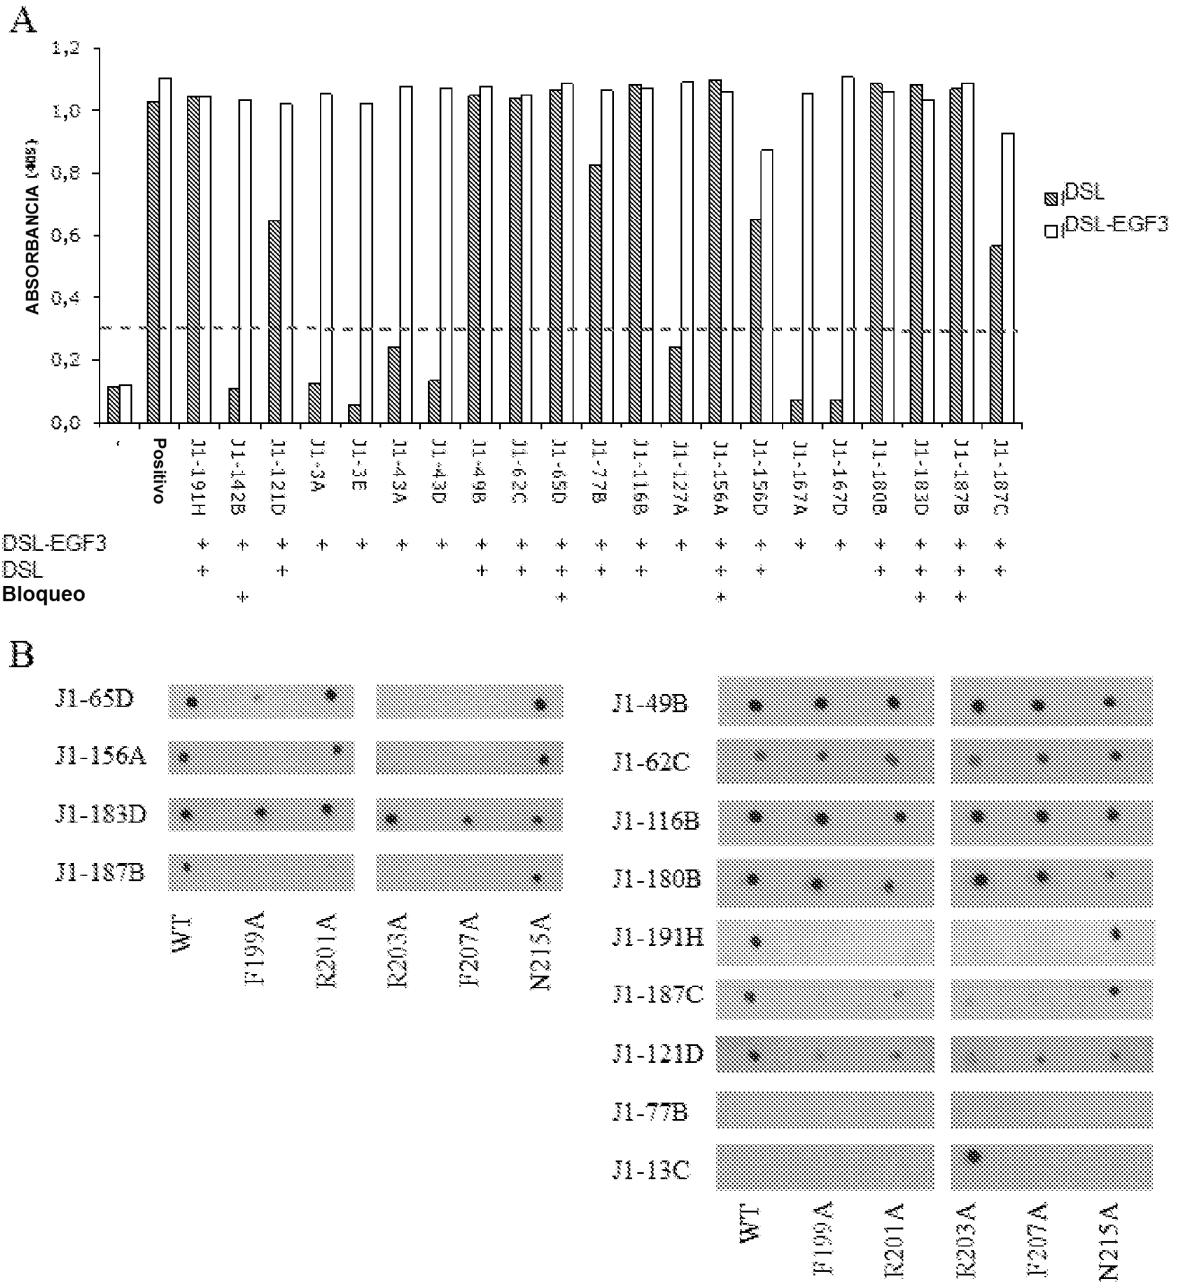 A
1,2
1,0
0,8
0,6
0,4
0,2
0,0
ABSORBANCIA (405)
DSL
DSL-EGF3
-
Positivo
J1-191H
J1-142B
J1-121D
J1-3A
J1-3E
J1-43A
J1-43D
J1-49B
J1-62C
J1-65D
J1-77B
J1-116B
J1-127A
J1-156A
J1-156D
J1-167A
J1-167D
J1-180B
J1-183D
J1-187B
J1-187C
DSL-EGF3 + + + + + + + + + + + + + + + + + + + + +
DSL + + + + + + + + + + + + +
Bloqueo + + + + +
B
J1-65D
J1-156A
J1-183D
J1-187B
WT
F199A
R201A
R203A
F207A
N215A
J1-49B
J1-62C
J1-116B
J1-180B
J1-191H
J1-187C
J1-121D
J1-77B
J1-13C
WT
F199A
R201A
R203A
F207A
N215A